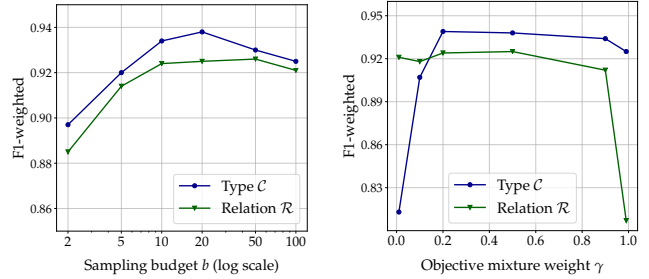 F1-weighted
0.94
0.92
0.90
0.88
0.86
2 5 10 20 50 100
Sampling budget b (log scale)
Type C
Relation R
F1-weighted
0.95
0.92
0.89
0.86
0.83
0.0 0.2 0.4 0.6 0.8 1.0
Objective mixture weight γ
Type C
Relation R